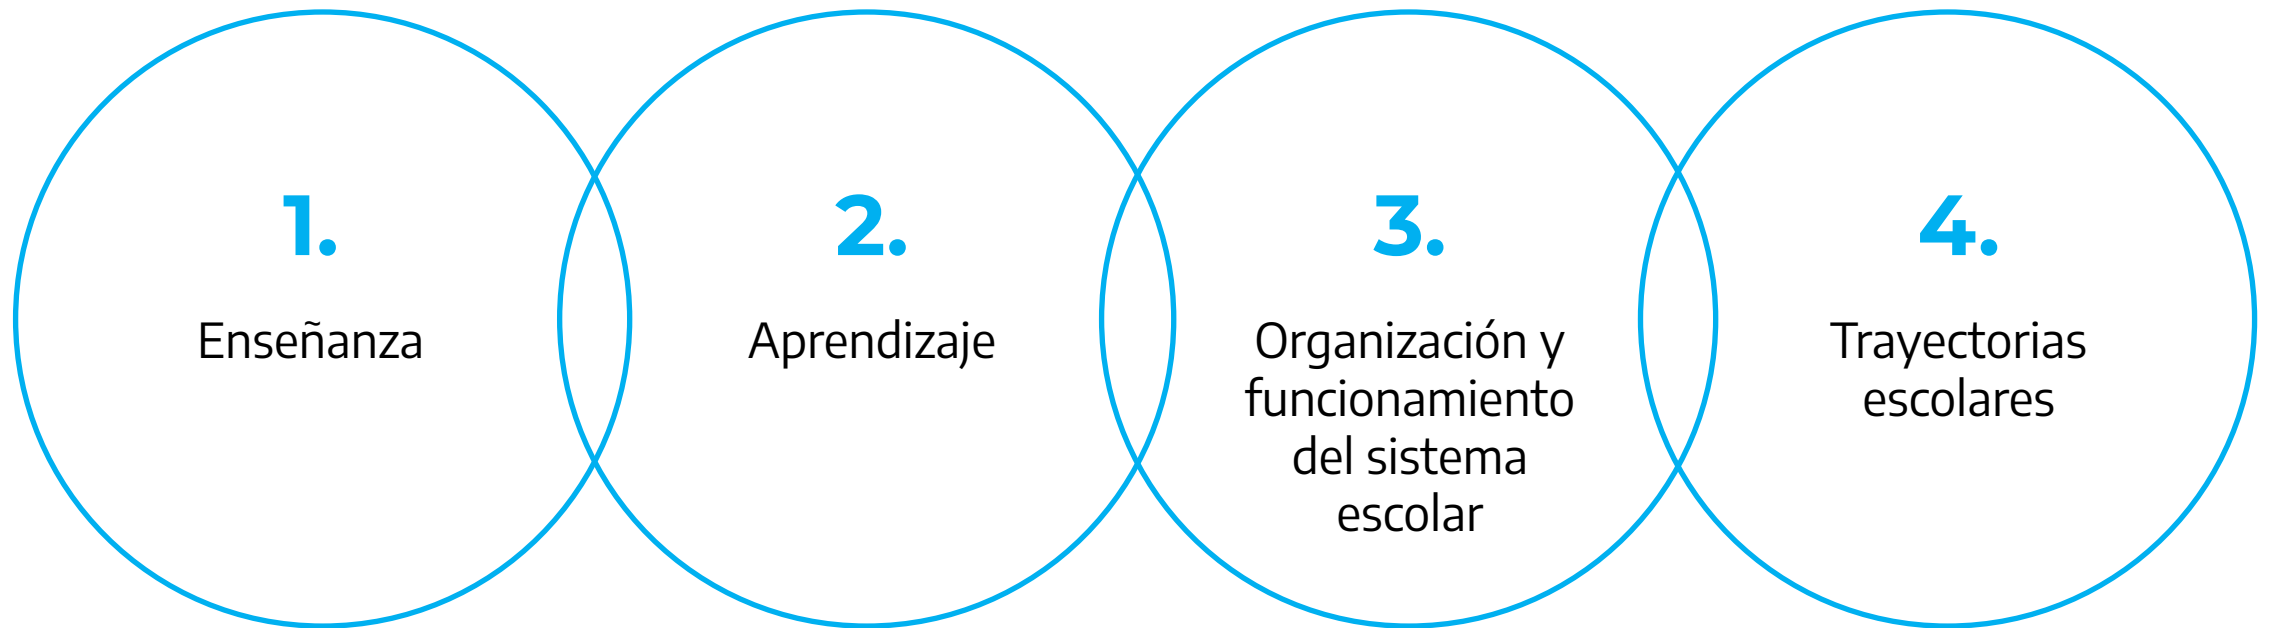 1.
Enseñanza
2.
Aprendizaje
3.
Organización y
funcionamiento
del sistema
escolar
4.
Trayectorias
escolares